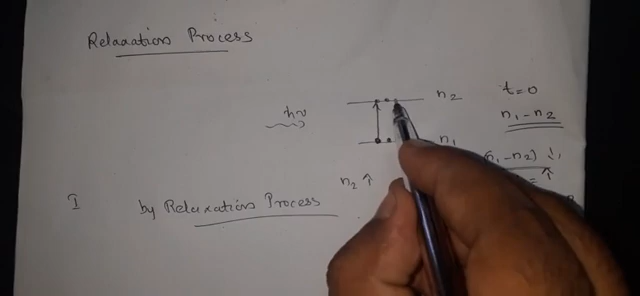 Relaxation Process
n2
t=0
hν
n1 - n2
n1
(n1 - n2) ↓,
n2 ↑
= ↑
I by Relaxation Process